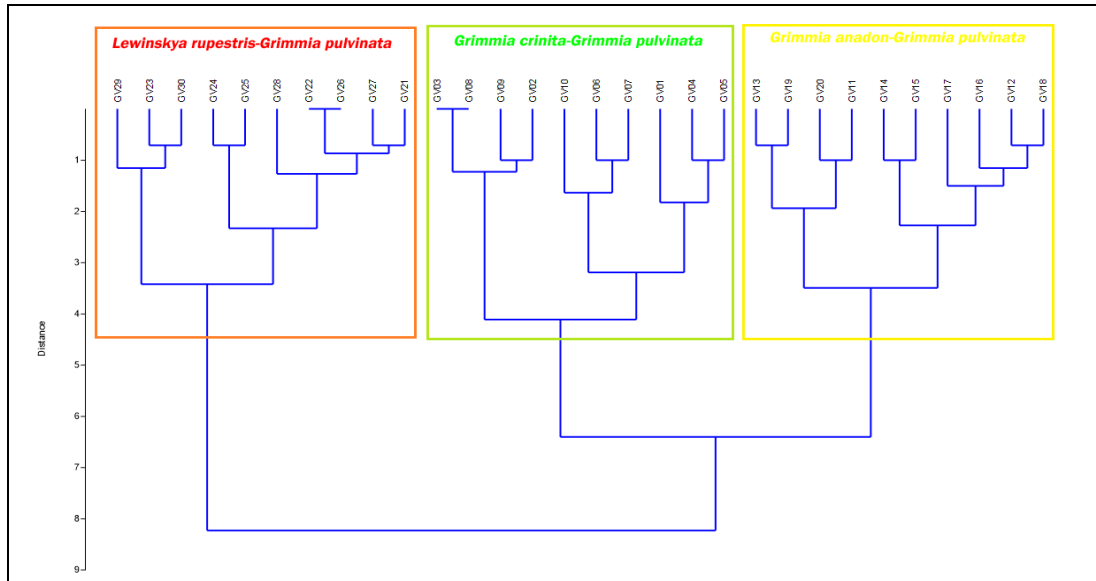 Lewinskya rupestris-Grimmia pulvinata
Grimmia crinita-Grimmia pulvinata
Grimmia anadon-Grimmia pulvinata
GV29 GV23 GV30 GV24 GV25 GV28 GV22 GV26 GV27 GV21 GV03 GV08 GV09 GV02 GV10 GV06 GV07 GV01 GV04 GV05 GV13 GV19 GV20 GV11 GV14 GV15 GV17 GV16 GV12 GV18
1
2
3
4
5
6
7
8
9
Distance